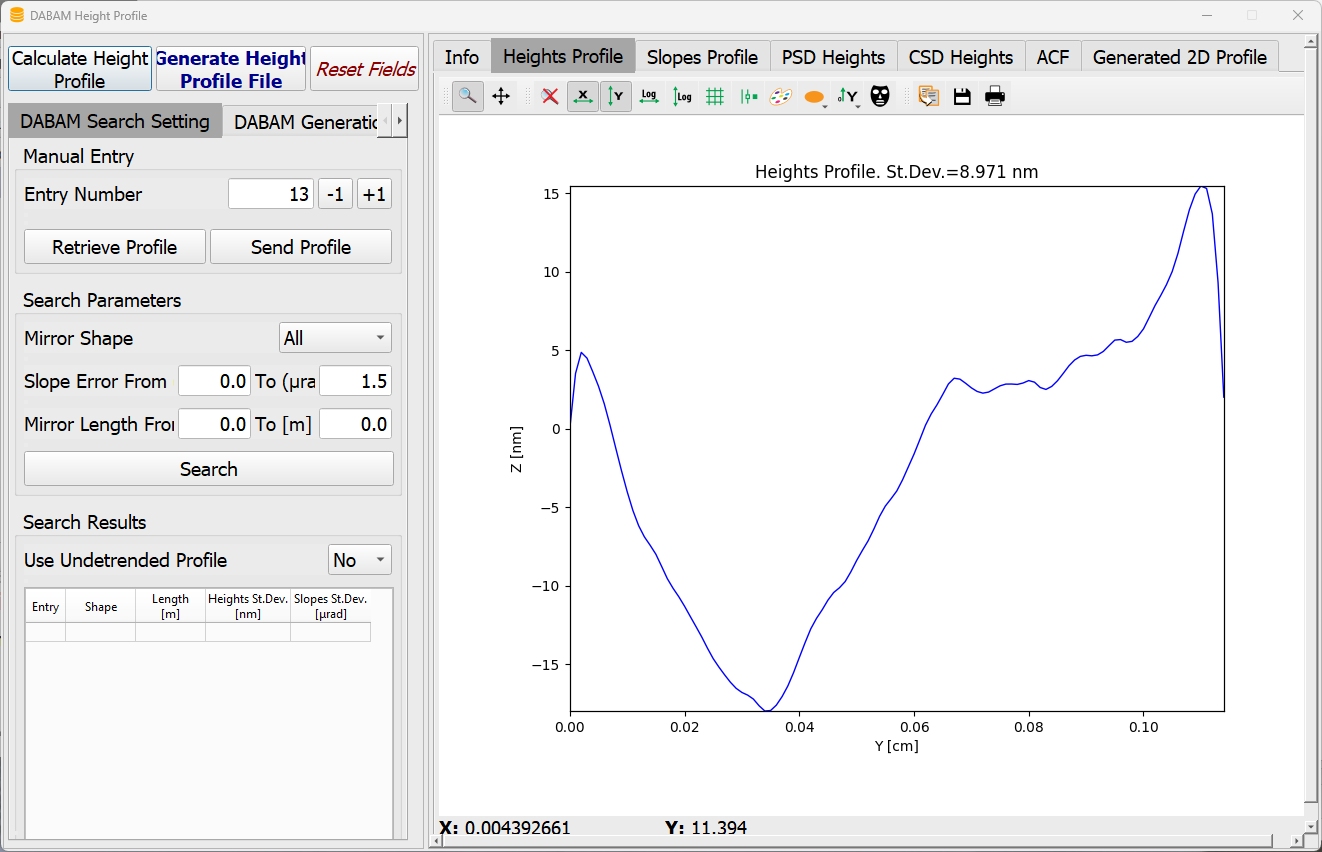 DABAM Height Profile
Calculate Height
Profile
Generate Height
Profile File
Reset Fields
DABAM Search Setting
DABAM Generatio
Manual Entry
Entry Number
13
-1
+1
Retrieve Profile
Send Profile
Search Parameters
Mirror Shape
All
Slope Error From
0.0
To (µra
1.5
Mirror Length Fro
0.0
To [m]
0.0
Search
Search Results
Use Undetrended Profile
No
Entry
Shape
Length
[m]
Heights St.Dev.
[nm]
Slopes St.Dev.
[µrad]
Info
Heights Profile
Slopes Profile
PSD Heights
CSD Heights
ACF
Generated 2D Profile
X
Y
Log
Log
Y
Heights Profile. St.Dev.=8.971 nm
15
10
5
0
−5
−10
−15
Z [nm]
0.00
0.02
0.04
0.06
0.08
0.10
Y [cm]
X: 0.004392661
Y: 11.394